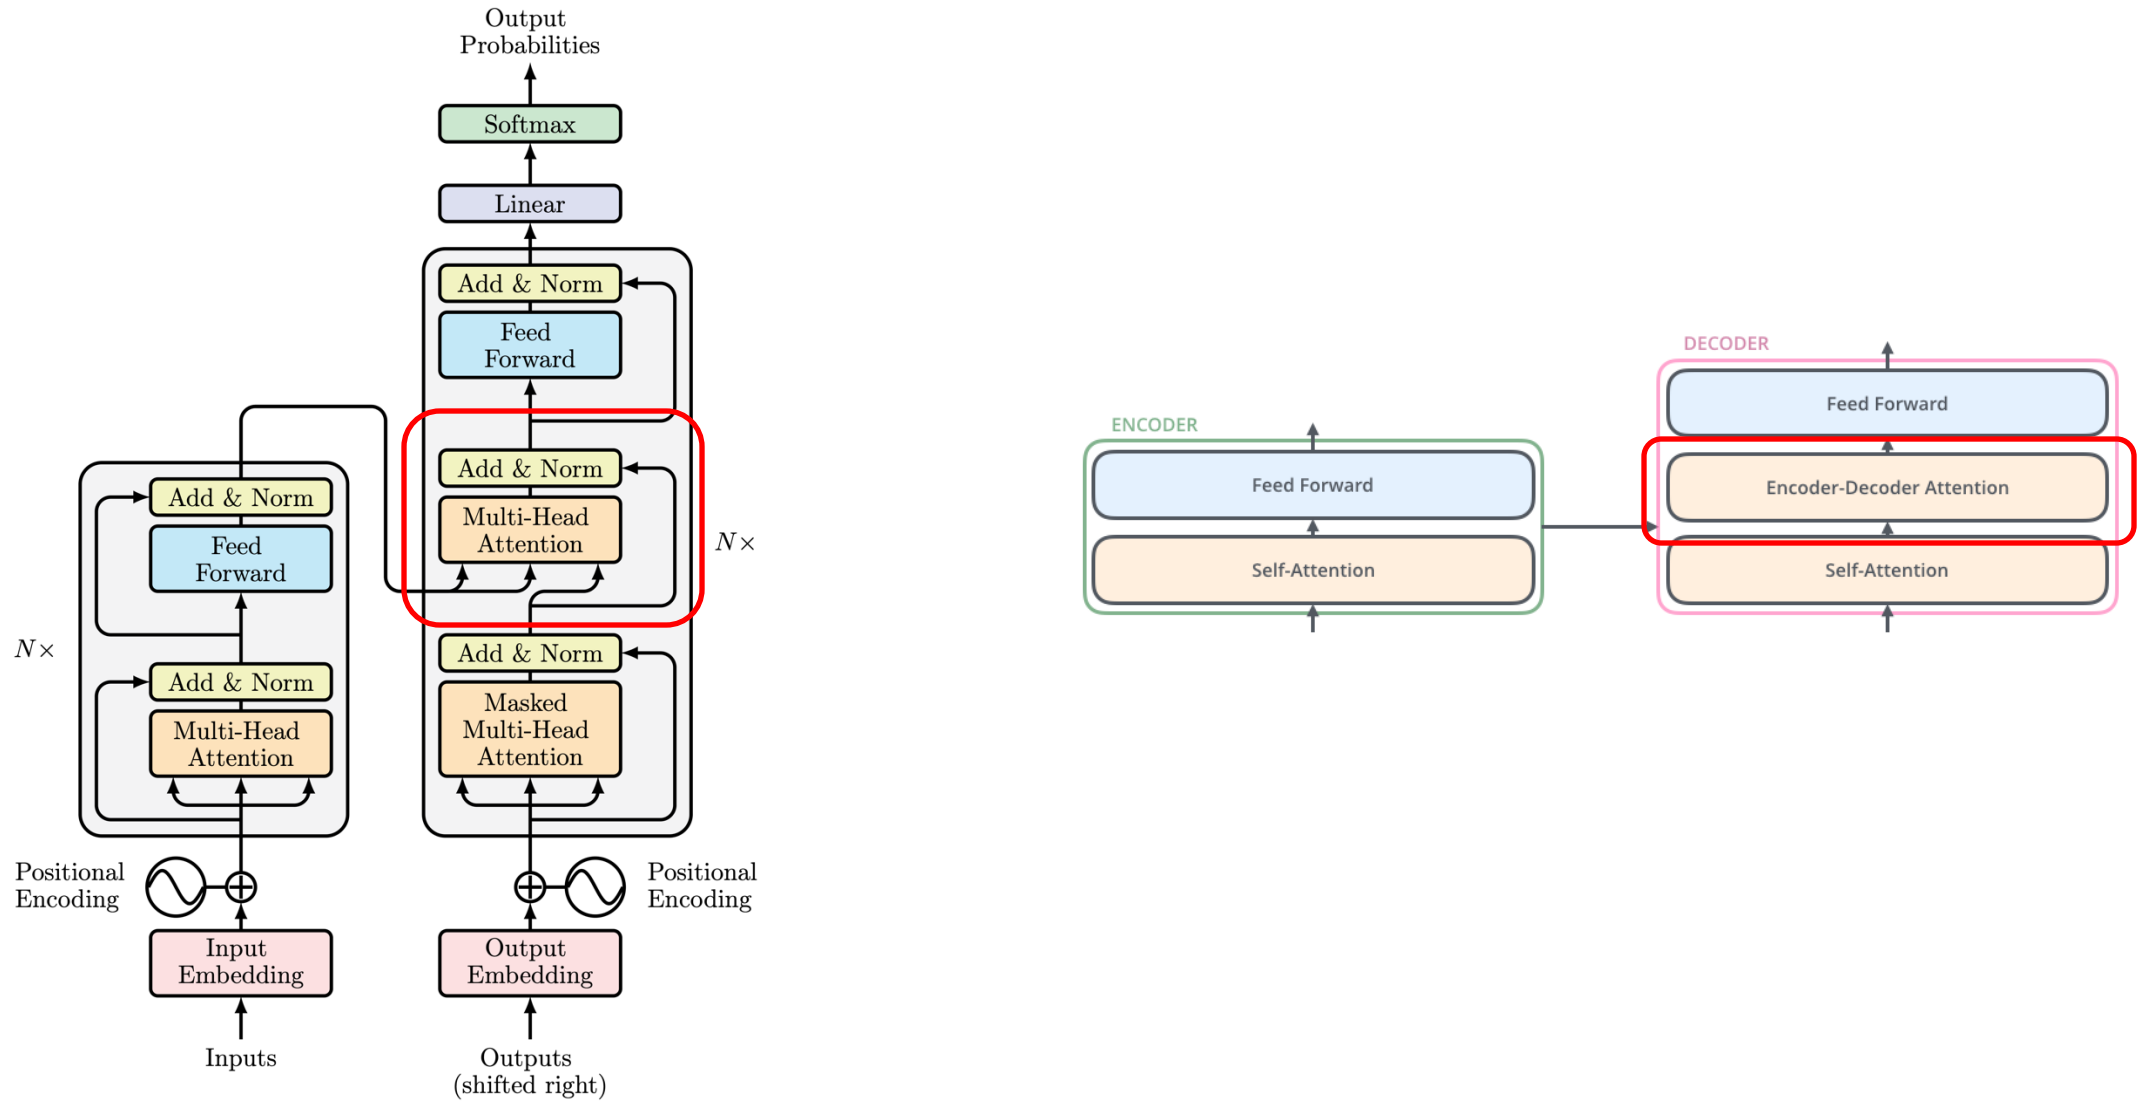 Output
Probabilities
Softmax
Linear
Add & Norm
Feed
Forward
Add & Norm
Multi-Head
Attention
N×
Add & Norm
Masked
Multi-Head
Attention
Positional
Encoding
Output
Embedding
Outputs
(shifted right)
Add & Norm
Feed
Forward
N×
Add & Norm
Multi-Head
Attention
Positional
Encoding
Input
Embedding
Inputs
ENCODER
Feed Forward
Self-Attention
DECODER
Feed Forward
Encoder-Decoder Attention
Self-Attention